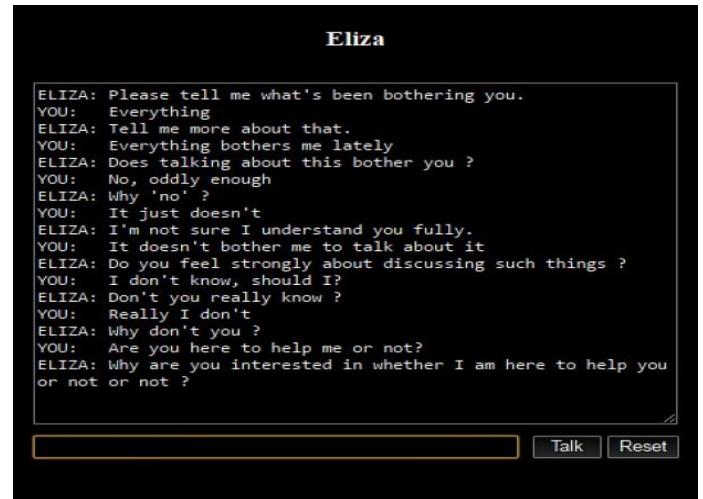 Eliza
ELIZA: Please tell me what's been bothering you.
YOU:   Everything
ELIZA: Tell me more about that.
YOU:   Everything bothers me lately
ELIZA: Does talking about this bother you ?
YOU:   No, oddly enough
ELIZA: Why 'no' ?
YOU:   It just doesn't
ELIZA: I'm not sure I understand you fully.
YOU:   It doesn't bother me to talk about it
ELIZA: Do you feel strongly about discussing such things ?
YOU:   I don't know, should I?
ELIZA: Don't you really know ?
YOU:   Really I don't
ELIZA: Why don't you ?
YOU:   Are you here to help me or not?
ELIZA: Why are you interested in whether I am here to help you
or not or not ?
Talk Reset